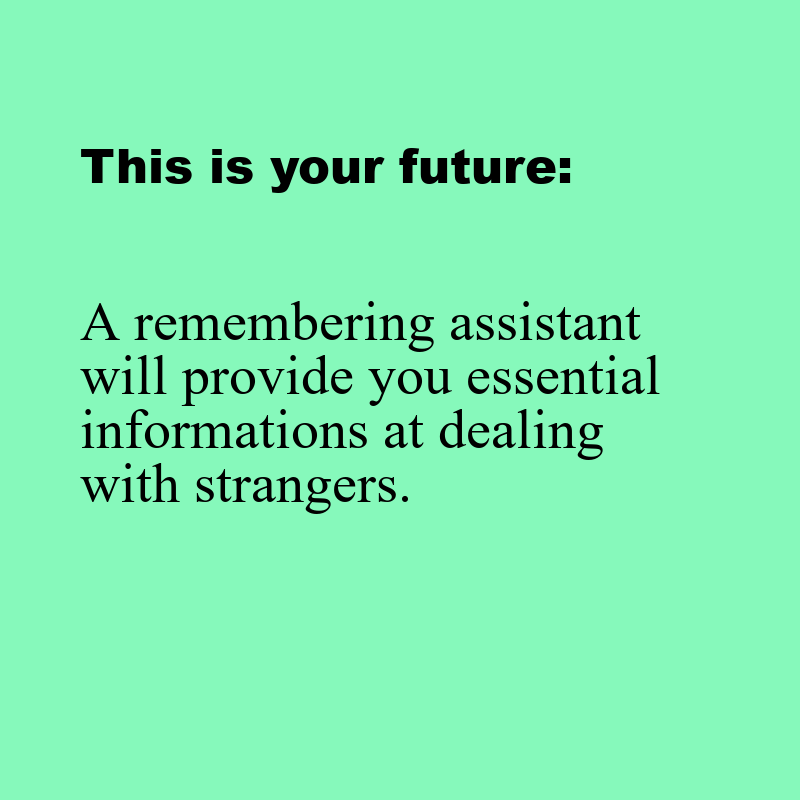 This is your future:
A remembering assistant
will provide you essential
informations at dealing
with strangers.